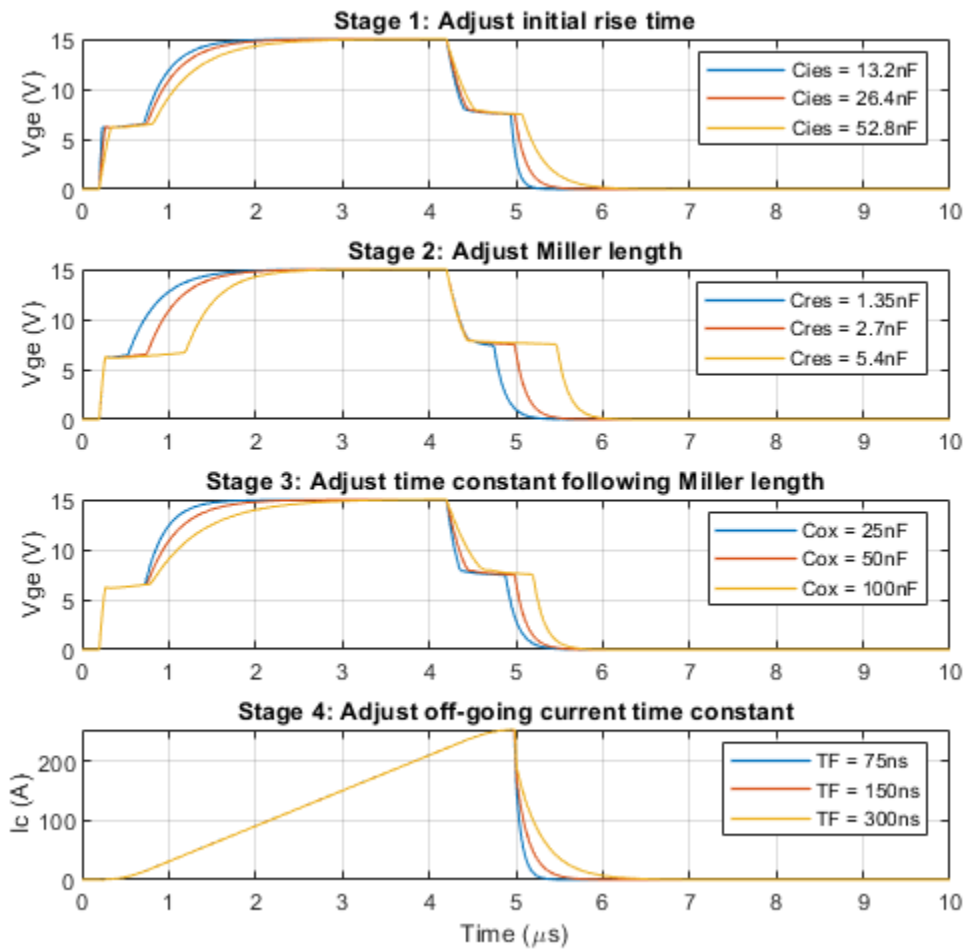 Stage 1: Adjust initial rise time
Vge (V)
15
10
5
0
Cies = 13.2nF
Cies = 26.4nF
Cies = 52.8nF
0 1 2 3 4 5 6 7 8 9 10
Stage 2: Adjust Miller length
Vge (V)
15
10
5
0
Cres = 1.35nF
Cres = 2.7nF
Cres = 5.4nF
0 1 2 3 4 5 6 7 8 9 10
Stage 3: Adjust time constant following Miller length
Vge (V)
15
10
5
0
Cox = 25nF
Cox = 50nF
Cox = 100nF
0 1 2 3 4 5 6 7 8 9 10
Stage 4: Adjust off-going current time constant
Ic (A)
200
100
0
TF = 75ns
TF = 150ns
TF = 300ns
0 1 2 3 4 5 6 7 8 9 10
Time (μs)